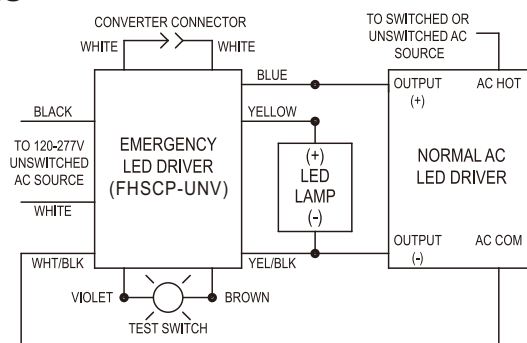 CONVERTER CONNECTOR
WHITE
WHITE
TO SWITCHED OR
UNSWITCHED AC
SOURCE
BLUE
OUTPUT
(+)
AC HOT
BLACK
YELLOW
TO 120-277V
UNSWITCHED
AC SOURCE
EMERGENCY
LED DRIVER
(FHSCP-UNV)
(+)
LED
LAMP
(-)
NORMAL AC
LED DRIVER
WHITE
OUTPUT
(-)
AC COM
WHT/BLK
YEL/BLK
VIOLET
BROWN
TEST SWITCH